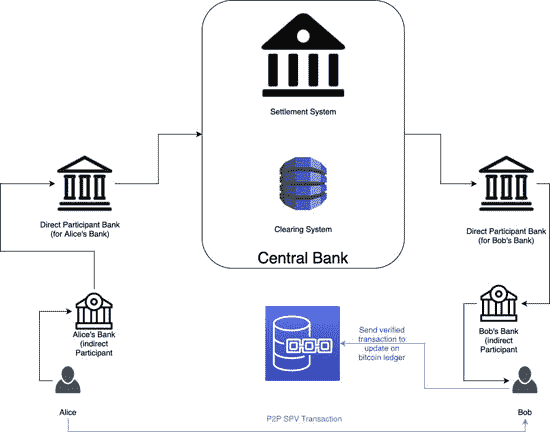 Settlement System
Clearing System
Central Bank
Direct Participant Bank
(for Alice's Bank)
Direct Participant Bank
(for Bob's Bank)
Alice's Bank
(indirect
Participant
Bob's Bank
(indirect
Participant
Send verified
transaction to
update on
bitcoin ledger
Alice
Bob
P2P SPV Transaction